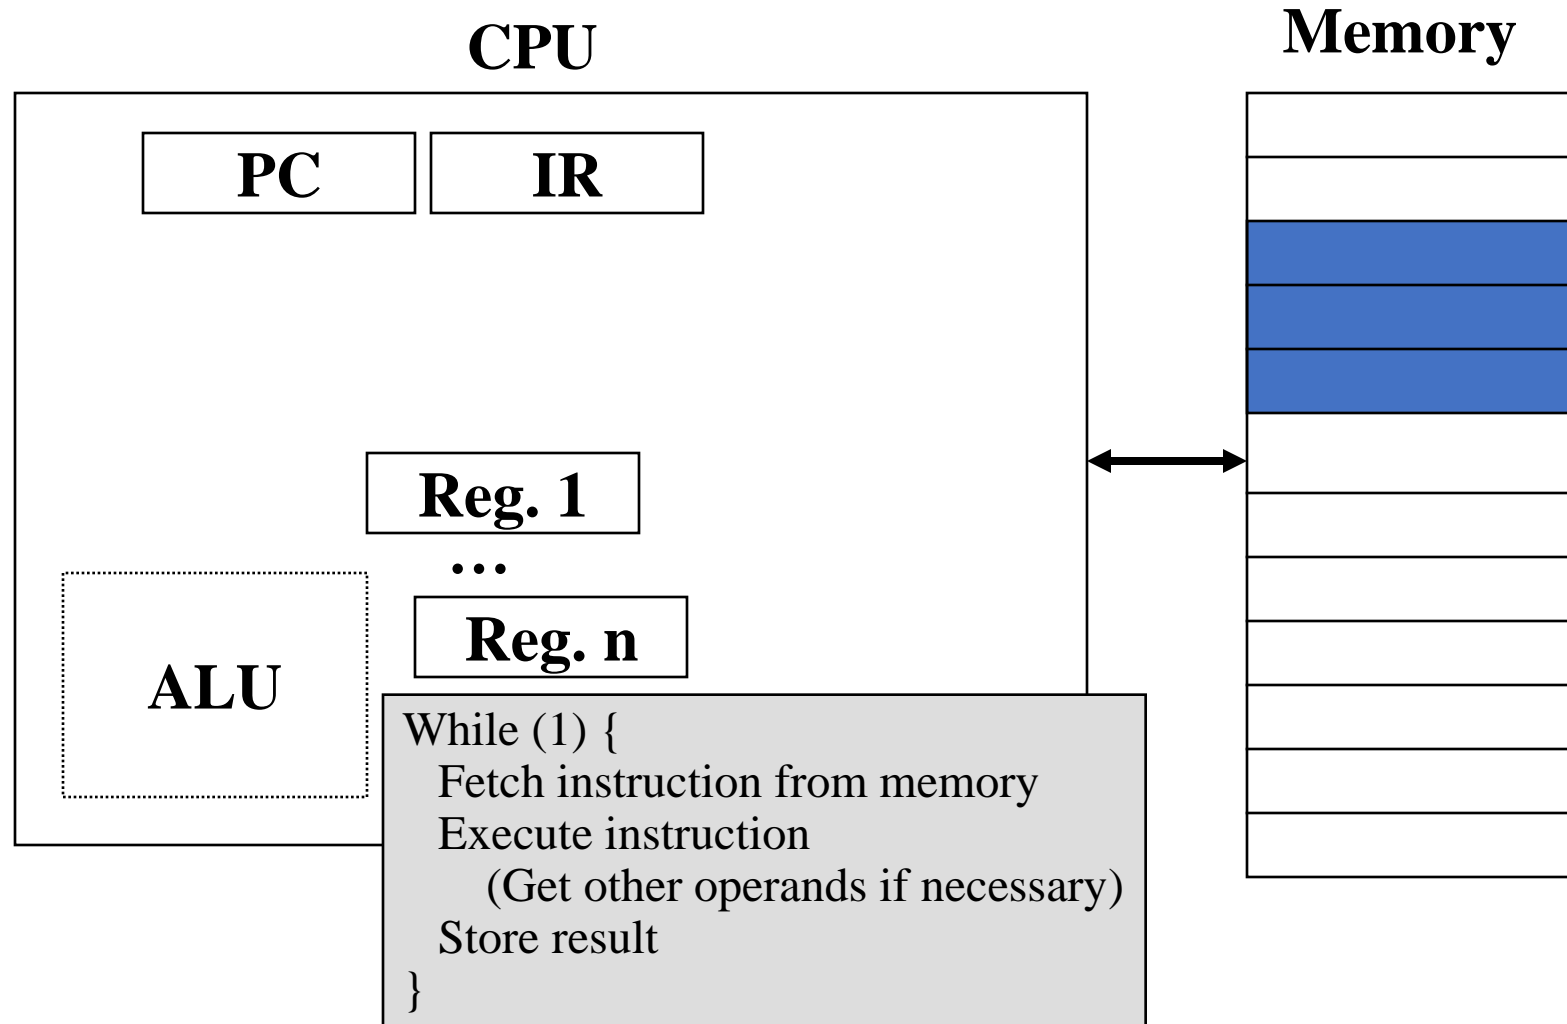 CPU
Memory
PC
IR
Reg. 1
…
Reg. n
ALU
While (1) {
Fetch instruction from memory
Execute instruction
(Get other operands if necessary)
Store result
}